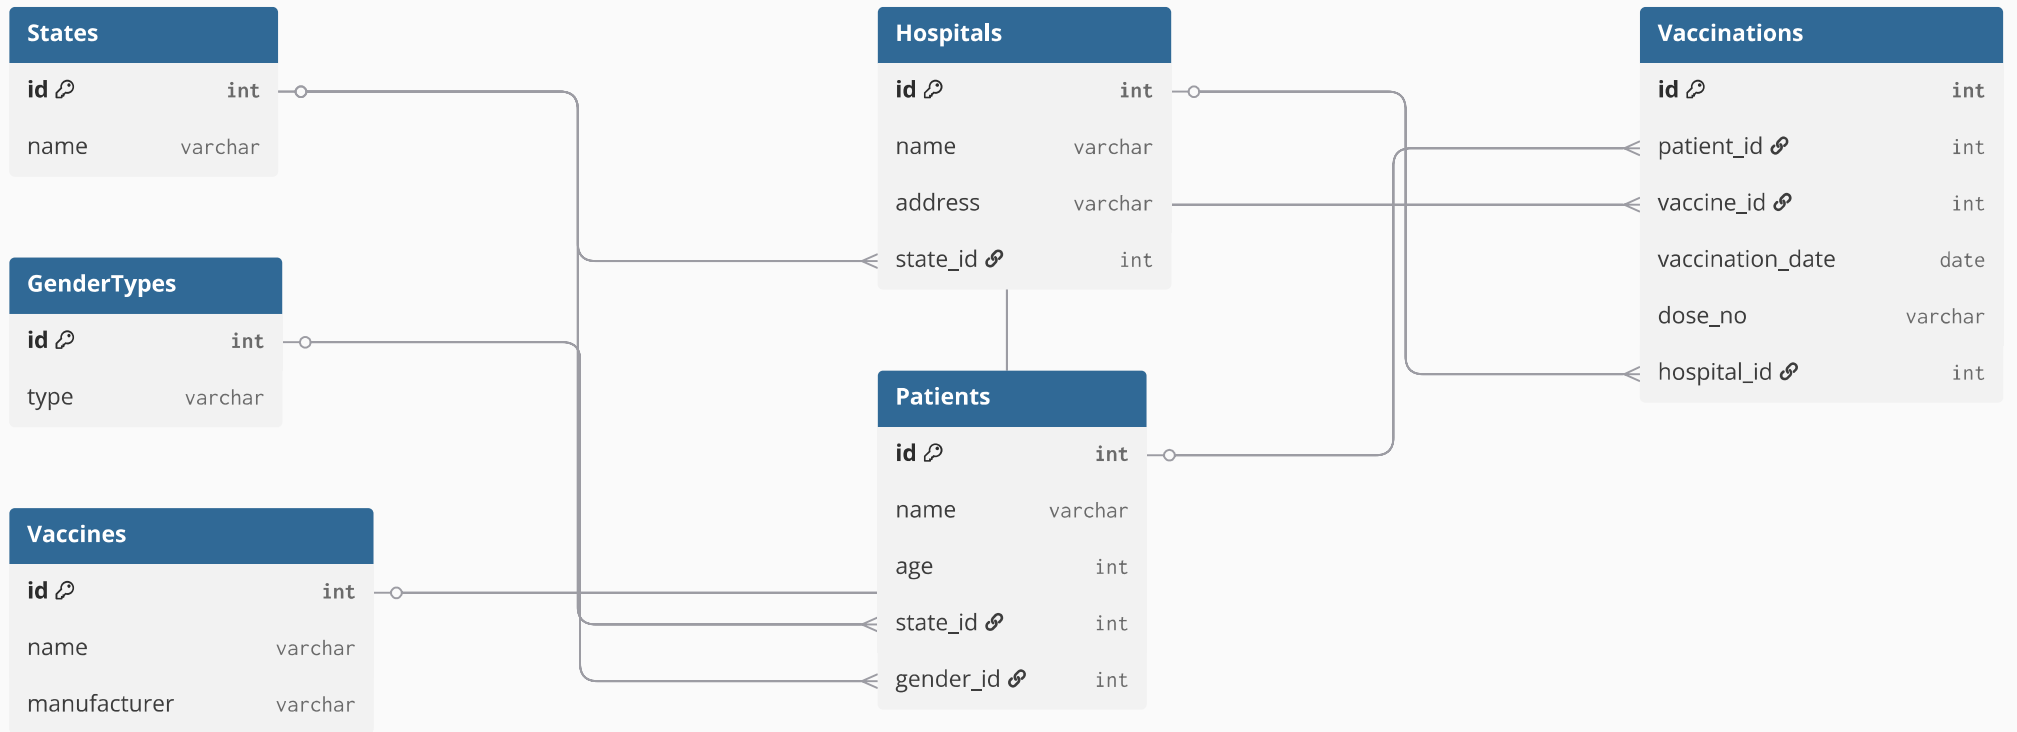 States
id int
name varchar
GenderTypes
id int
type varchar
Vaccines
id int
name varchar
manufacturer varchar
Hospitals
id int
name varchar
address varchar
state_id int
Patients
id int
name varchar
age int
state_id int
gender_id int
Vaccinations
id int
patient_id int
vaccine_id int
vaccination_date date
dose_no varchar
hospital_id int